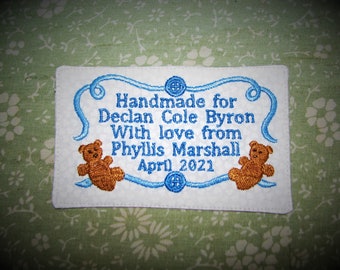 Handmade for
Declan Cole Byron
With love from
Phyllis Marshall
April 2021